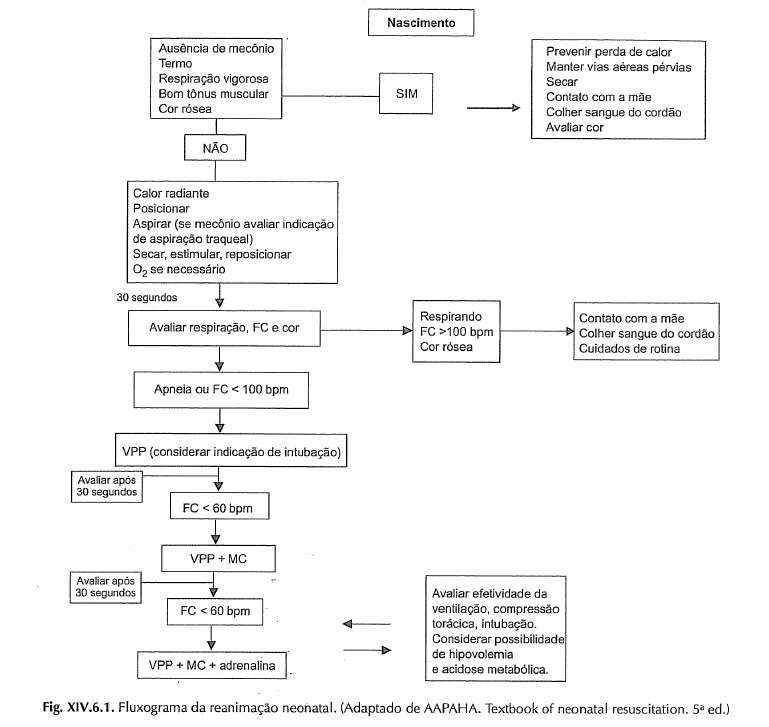 Nascimento
Ausência de mecônio
Termo
Respiração vigorosa
Bom tônus muscular
Cor rósea
SIM
Prevenir perda de calor
Manter vias aéreas pérvias
Secar
Contato com a mãe
Colher sangue do cordão
Avaliar cor
NÃO
Calor radiante
Posicionar
Aspirar (se mecônio avaliar indicação
de aspiração traqueal)
Secar, estimular, reposicionar
O₂ se necessário
30 segundos
Avaliar respiração, FC e cor
Respirando
FC >100 bpm
Cor rósea
Contato com a mãe
Colher sangue do cordão
Cuidados de rotina
Apneia ou FC < 100 bpm
VPP (considerar indicação de intubação)
Avaliar após
30 segundos
FC < 60 bpm
VPP + MC
Avaliar após
30 segundos
FC < 60 bpm
VPP + MC + adrenalina
Avaliar efetividade da
ventilação, compressão
torácica, intubação.
Considerar possibilidade
de hipovolemia
e acidose metabólica.
Fig. XIV.6.1. Fluxograma da reanimação neonatal. (Adaptado de AAPAHA. Textbook of neonatal resuscitation. 5ª ed.)